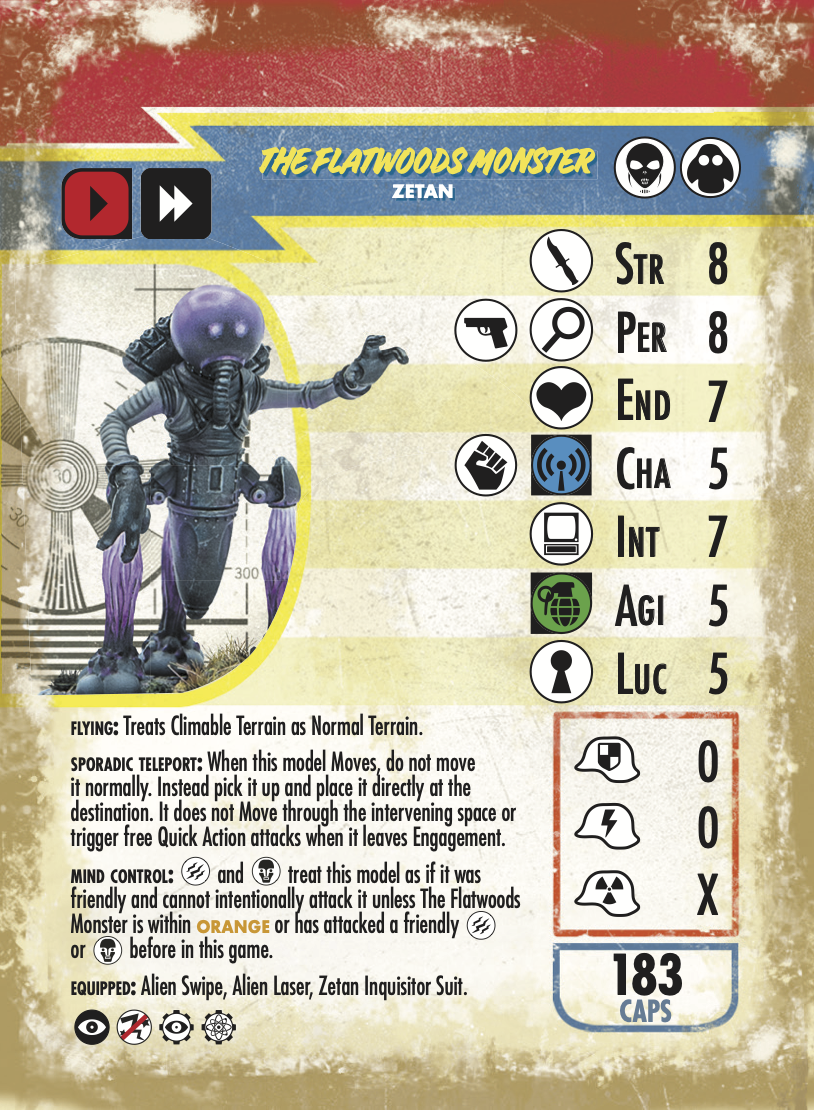 THE FLATWOODS MONSTER
ZETAN
STR 8
PER 8
END 7
CHA 5
INT 7
AGI 5
LUC 5
30
30
300
FLYING: Treats Climable Terrain as Normal Terrain.
SPORADIC TELEPORT: When this model Moves, do not move
it normally. Instead pick it up and place it directly at the
destination. It does not Move through the intervening space or
trigger free Quick Action attacks when it leaves Engagement.
MIND CONTROL: and treat this model as if it was
friendly and cannot intentionally attack it unless The Flatwoods
Monster is within ORANGE or has attacked a friendly
or before in this game.
EQUIPPED: Alien Swipe, Alien Laser, Zetan Inquisitor Suit.
0
0
X
183
CAPS